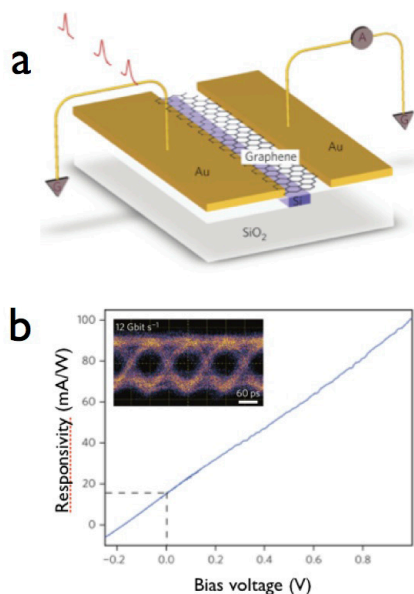 a
A
Au
Graphene
Au
Si
SiO2
b
100
80
60
40
20
0
Responsivity (mA/W)
12 Gbit s⁻¹
60 ps
−0.2
0.0
0.2
0.4
0.6
0.8
Bias voltage (V)